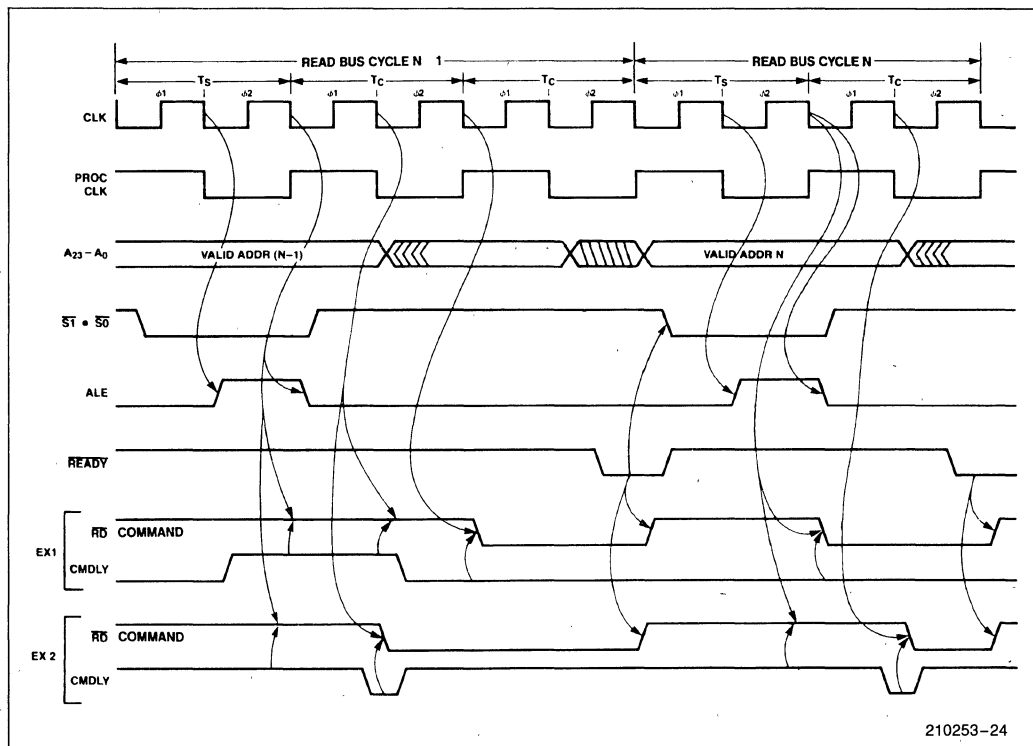 READ BUS CYCLE N 1 READ BUS CYCLE N
TS TC TC TS TC
φ1 φ2 φ1 φ2 φ1 φ2 φ1 φ2 φ1 φ2
CLK
PROC
CLK
A23-A0 VALID ADDR (N-1) VALID ADDR N
S1 • S0
ALE
READY
EX1
RD COMMAND
CMDLY
EX 2
RD COMMAND
CMDLY
210253-24